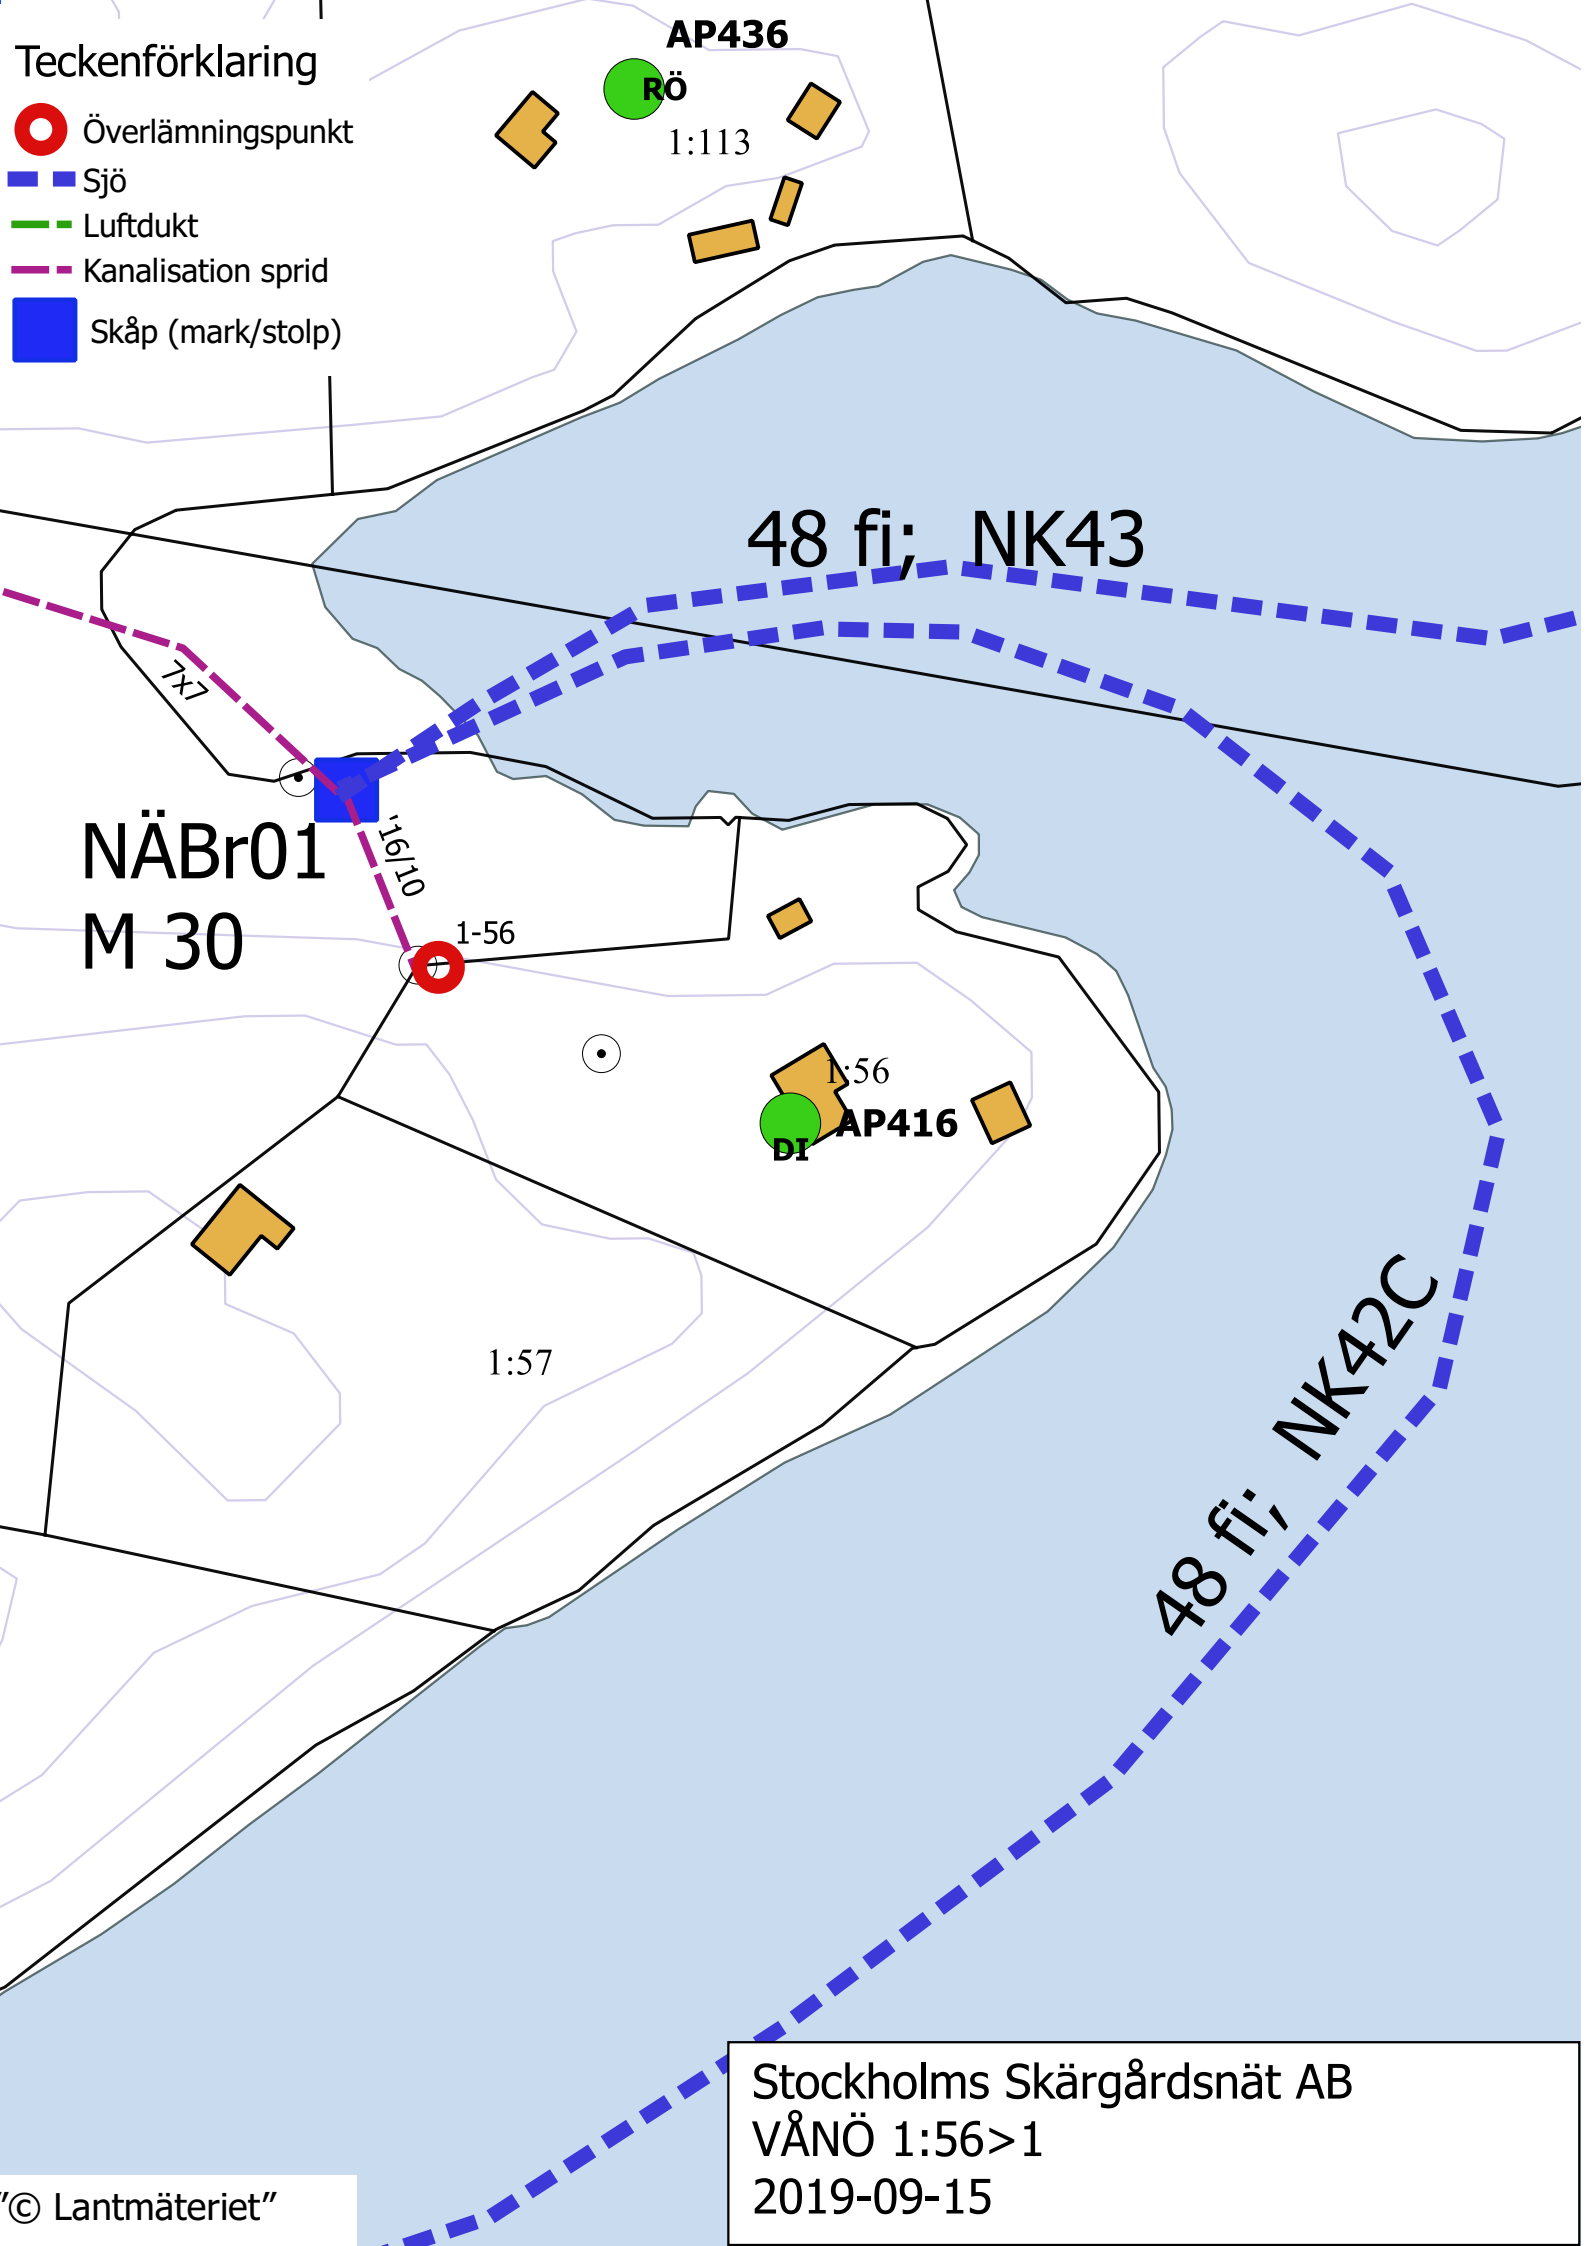 AP436
RÖ
1:113
Teckenförklaring
Överlämningspunkt
Sjö
Luftdukt
Kanalisation sprid
Skåp (mark/stolp)
48 fi;  NK43
7x7
NÄBr01
M 30
'16/10
1-56
1:56
AP416
DI
1:57
48 fi;  NK42C
Stockholms Skärgårdsnät AB
VÅNÖ 1:56>1
2019-09-15
"© Lantmäteriet"